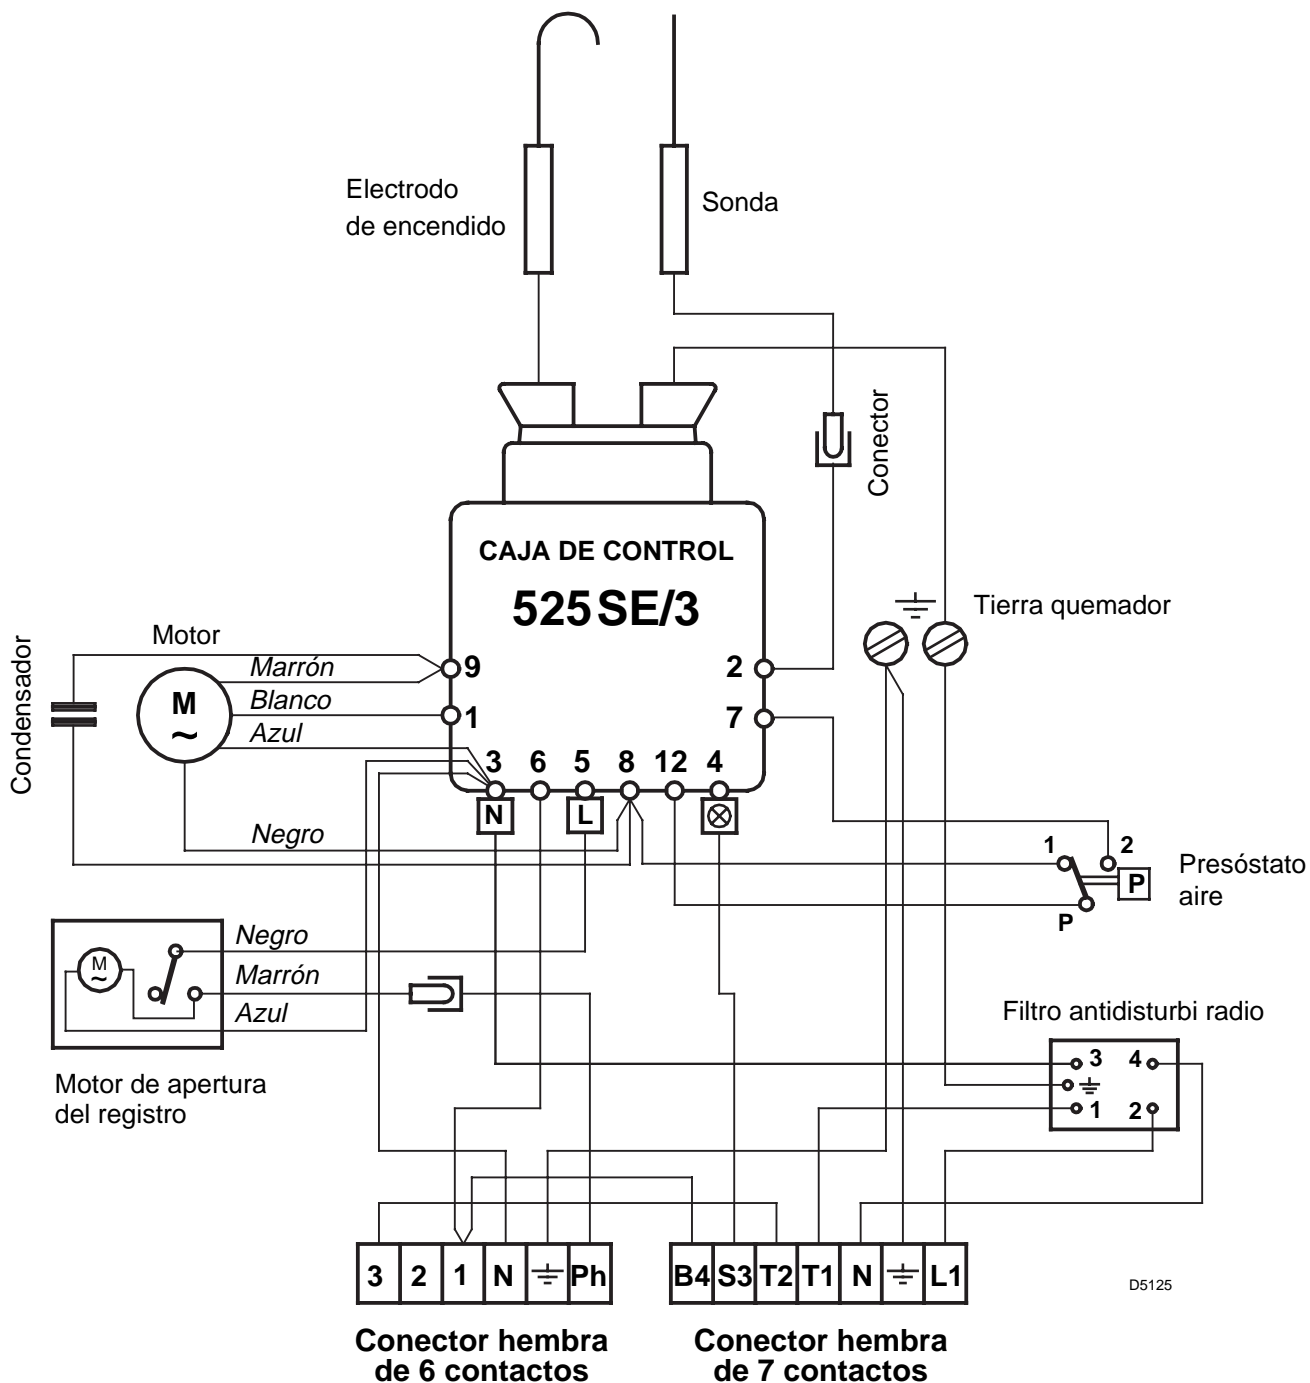 Electrodo
de encendido
Sonda
Conector
CAJA DE CONTROL
525 SE/3
Tierra quemador
Condensador
Motor
Marrón
Blanco
Azul
M
~
9
1
2
7
3 6 5 8 12 4
N L
Negro
1 2
P
P
Presóstato
aire
Negro
Marrón
Azul
M
~
Motor de apertura
del registro
Filtro antidisturbi radio
3 4
1 2
3 2 1 N Ph
B4 S3 T2 T1 N L1
D5125
Conector hembra
de 6 contactos
Conector hembra
de 7 contactos